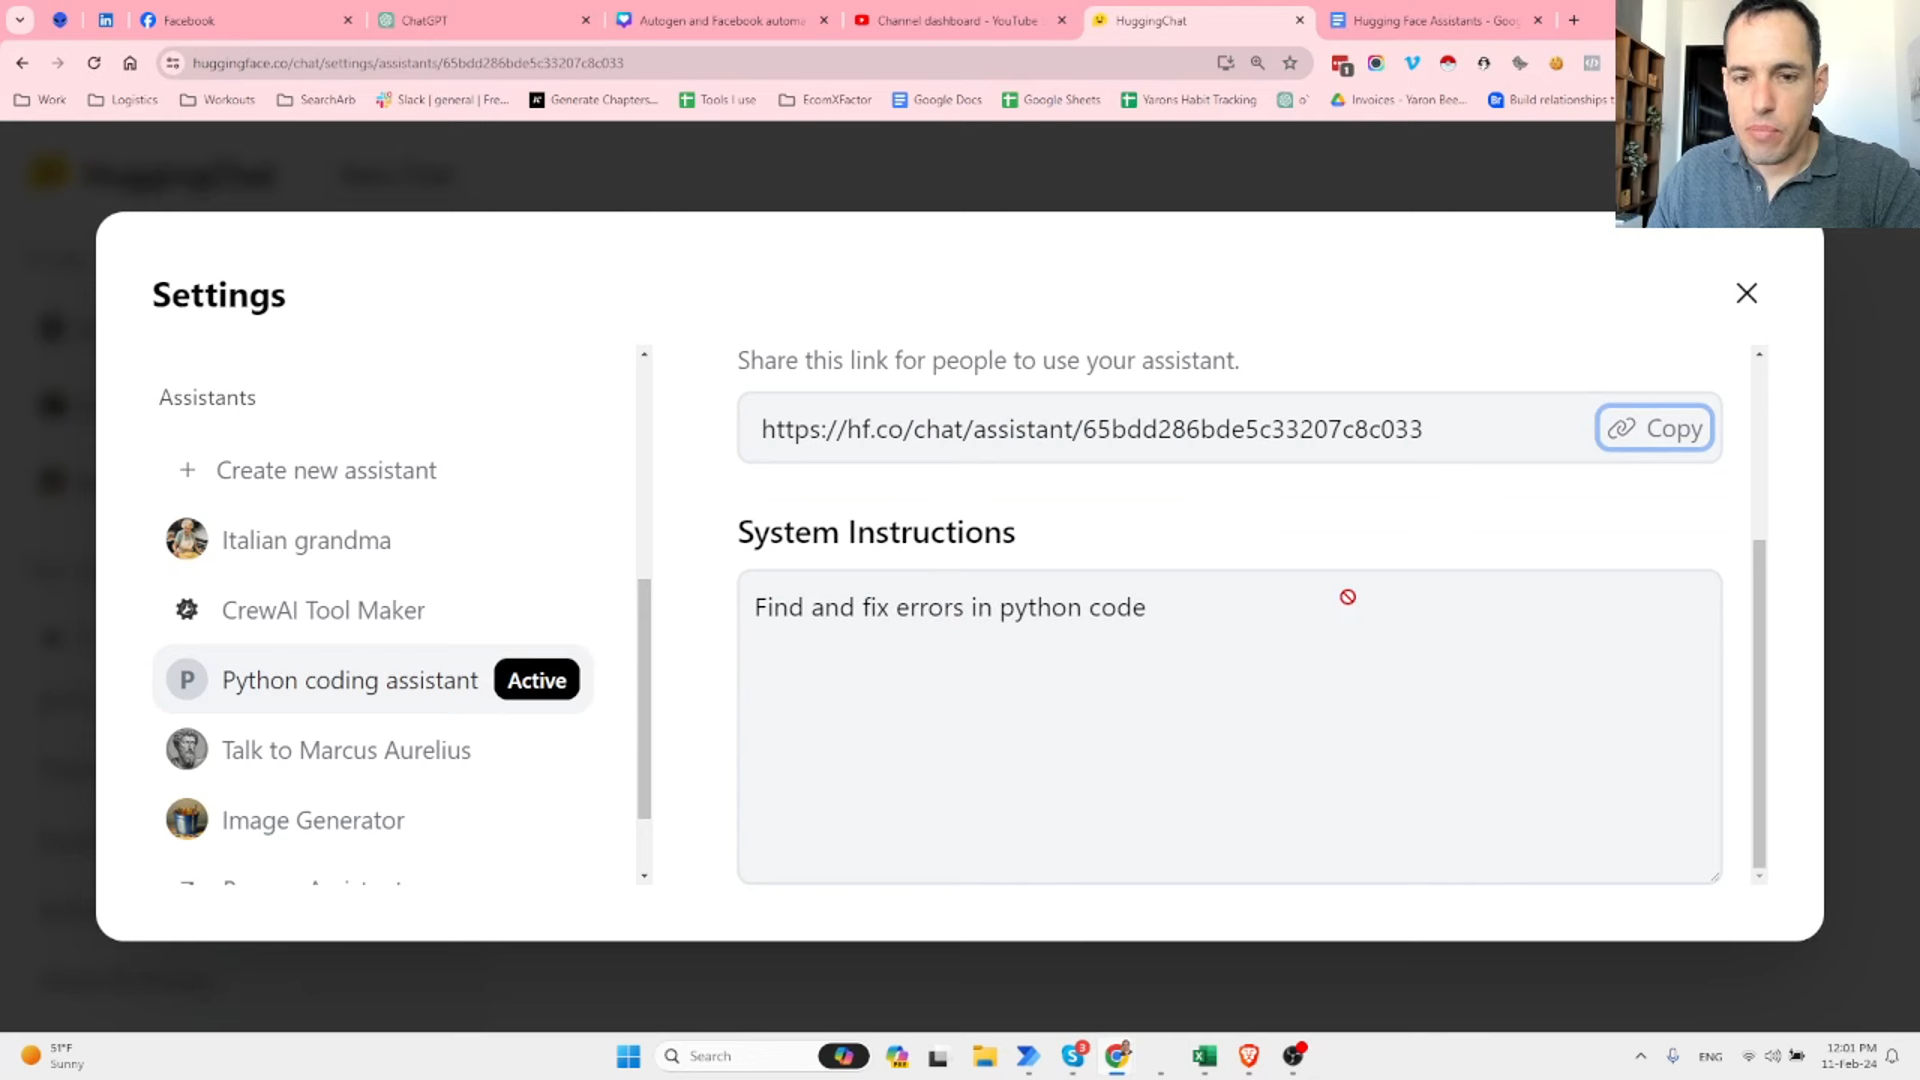 Facebook
ChatGPT
Autogen and Facebook autome
Channel dashboard - YouTube
HuggingChat
Hugging Face Assistants - Goo
huggingface.co/chat/settings/assistants/65bdd286bde5c33207c8c033
1
Work
Logistics
Workouts
SearchArb
Slack | general | Fre...
Generate Chapters...
Tools I use
EcomXFactor
Google Docs
Google Sheets
Yarons Habit Tracking
Invoices - Yaron Bee...
Build relationships t
HuggingChat
Settings
Share this link for people to use your assistant.
Assistants
https://hf.co/chat/assistant/65bdd286bde5c33207c8c033
Copy
Create new assistant
System Instructions
Italian grandma
Find and fix errors in python code
CrewAI Tool Maker
P Python coding assistant Active
Talk to Marcus Aurelius
Image Generator
51°F
Sunny
Search
3
ENG
12:01 PM
11-Feb-24